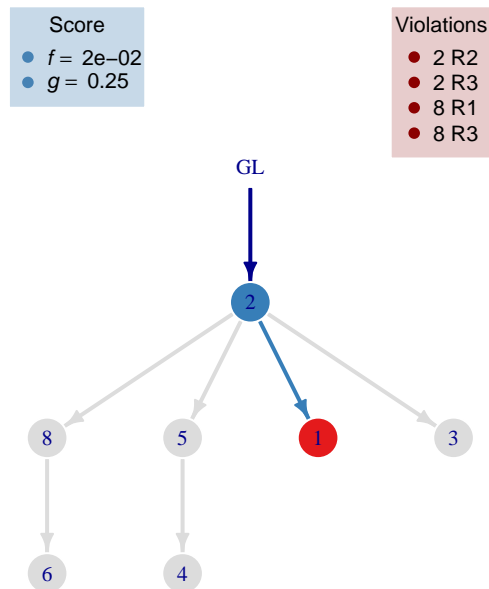 Score
f = 2e−02
g = 0.25
Violations
2 R2
2 R3
8 R1
8 R3
GL
2
8
5
1
3
6
4